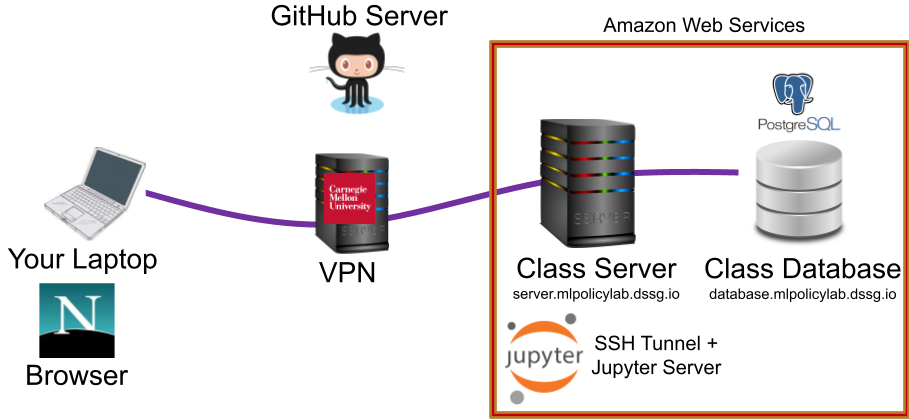 GitHub Server
Amazon Web Services
PostgreSQL
Carnegie
Mellon
University
SERVER
SERVER
Your Laptop
VPN
Class Server
Class Database
server.mlpolicylab.dssg.io
database.mlpolicylab.dssg.io
N
Browser
jupyter
SSH Tunnel +
Jupyter Server